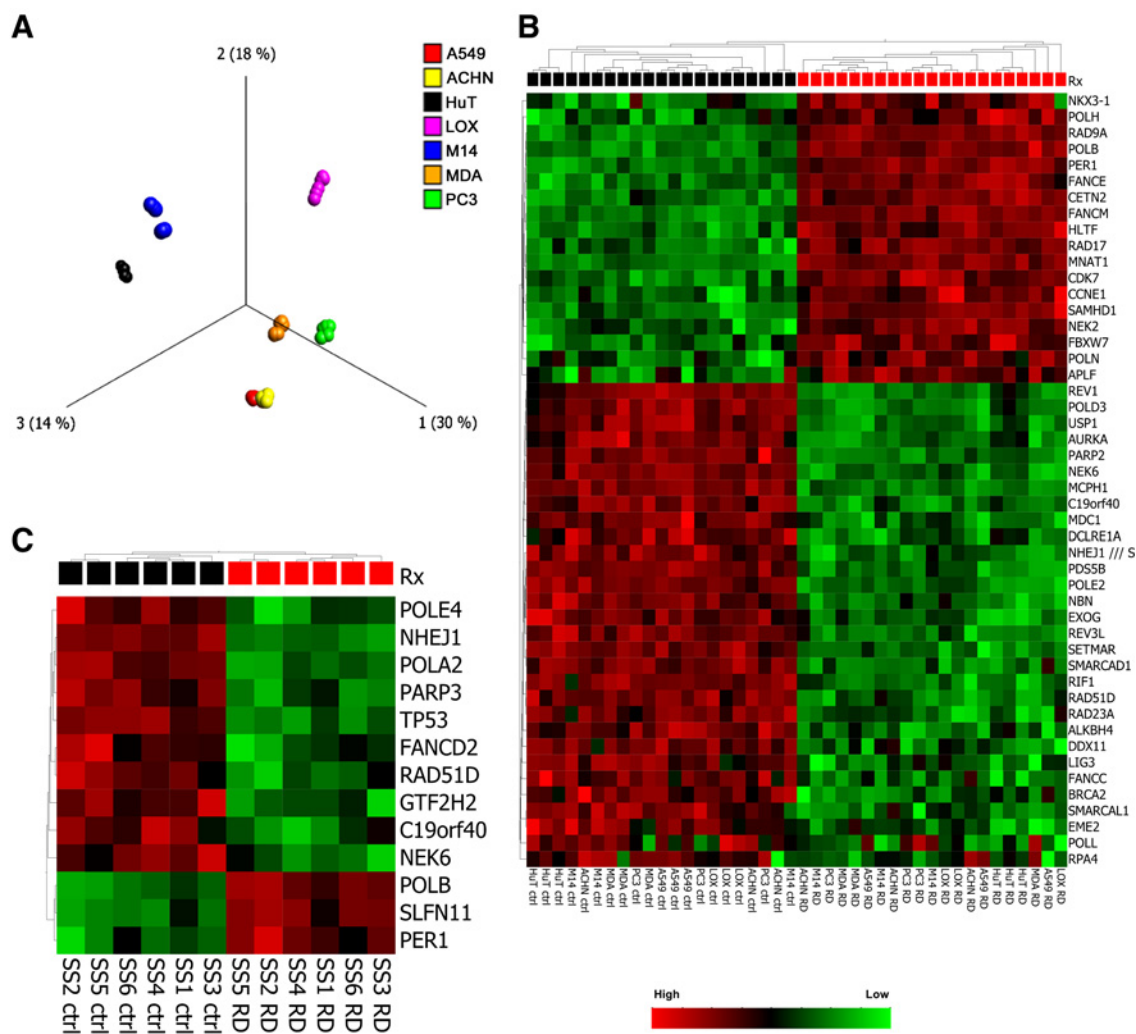 A
2 (18 %)
3 (14 %)
1 (30 %)
A549
ACHN
HuT
LOX
M14
MDA
PC3
B
Rx
NKX3-1
POLH
RAD9A
POLB
PER1
FANCE
CETN2
FANCM
HLTF
RAD17
MNAT1
CDK7
CCNE1
SAMHD1
NEK2
FBXW7
POLN
APLF
REV1
POLD3
USP1
AURKA
PARP2
NEK6
MCPH1
C19orf40
MDC1
DCLRE1A
NHEJ1 /// S
PDS5B
POLE2
NBN
EXOG
REV3L
SETMAR
SMARCAD1
RIF1
RAD51D
RAD23A
ALKBH4
DDX11
LIG3
FANCC
BRCA2
SMARCAL1
EME2
POLL
RPA4
HuT ctrl
HuT ctrl
HuT ctrl
M14 ctrl
ACHN ctrl
M14 ctrl
MDA ctrl
MDA ctrl
PC3 ctrl
MDA ctrl
A549 ctrl
A549 ctrl
A549 ctrl
PC3 ctrl
LOX ctrl
LOX ctrl
LOX ctrl
ACHN ctrl
PC3 ctrl
ACHN ctrl
M14 ctrl
ACHN RD
M14 RD
PC3 RD
MDA RD
MDA RD
A549 RD
M14 RD
ACHN RD
PC3 RD
PC3 RD
M14 RD
LOX RD
LOX RD
ACHN RD
A549 RD
HuT RD
HuT RD
HuT RD
MDA RD
A549 RD
LOX RD
High
Low
C
Rx
POLE4
NHEJ1
POLA2
PARP3
TP53
FANCD2
RAD51D
GTF2H2
C19orf40
NEK6
POLB
SLFN11
PER1
SS2 ctrl
SS5 ctrl
SS6 ctrl
SS4 ctrl
SS1 ctrl
SS3 ctrl
SS5 RD
SS2 RD
SS4 RD
SS1 RD
SS6 RD
SS3 RD